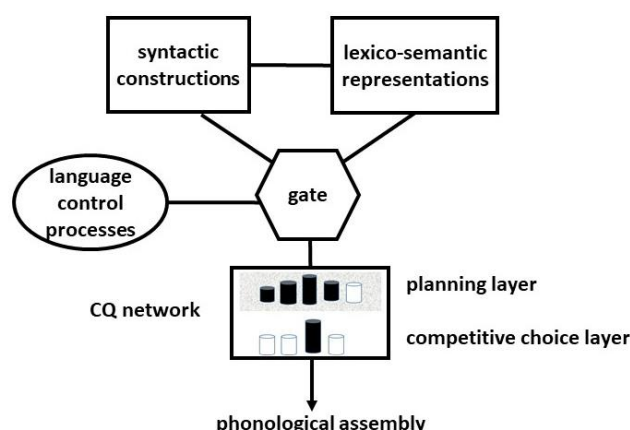 syntactic
constructions
lexico-semantic
representations
language
control
processes
gate
CQ network
planning layer
competitive choice layer
phonological assembly